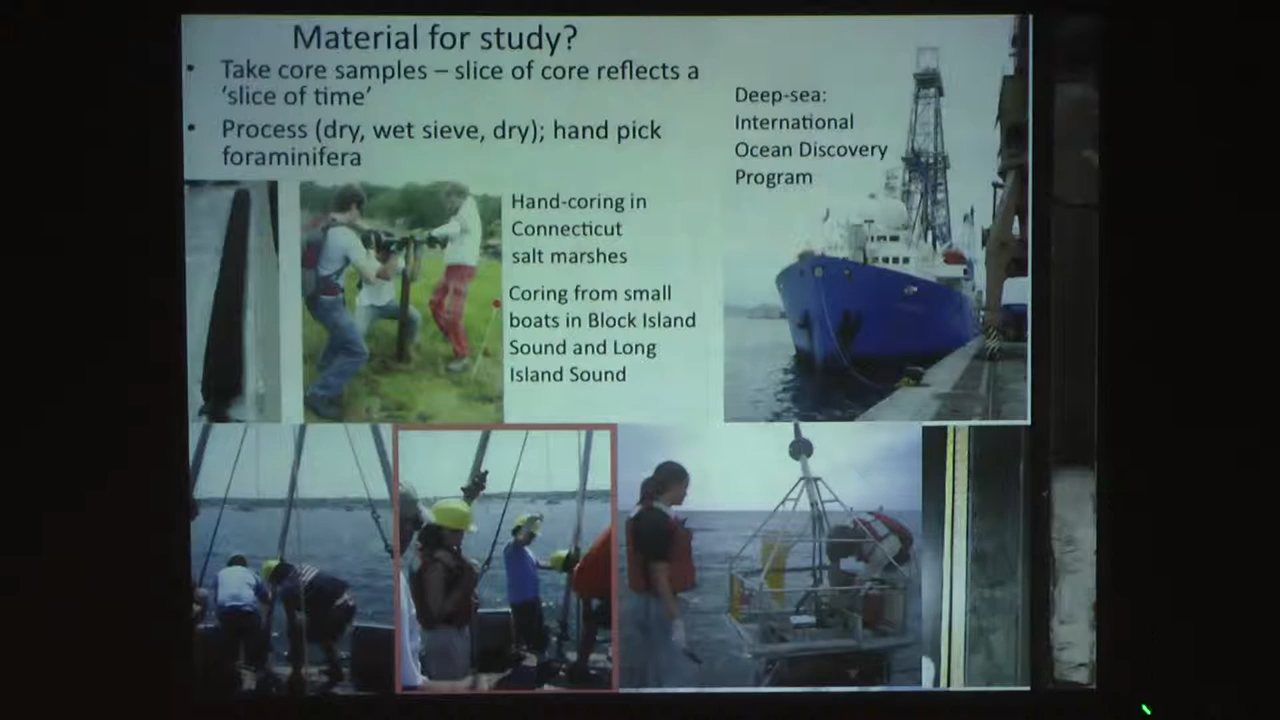 Material for study?
• Take core samples – slice of core reflects a
‘slice of time’
• Process (dry, wet sieve, dry); hand pick
foraminifera
Deep-sea:
International
Ocean Discovery
Program
Hand-coring in
Connecticut
salt marshes
Coring from small
boats in Block Island
Sound and Long
Island Sound